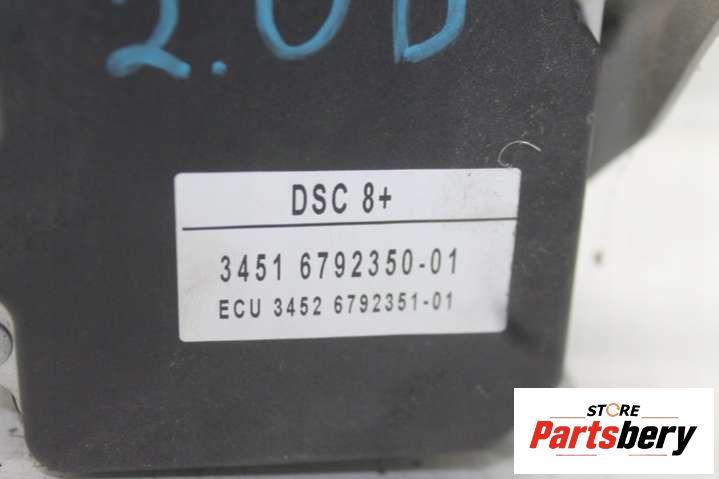 2.0D
DSC 8+
3451 6792350-01
ECU 3452 6792351-01
STORE
Partsbery